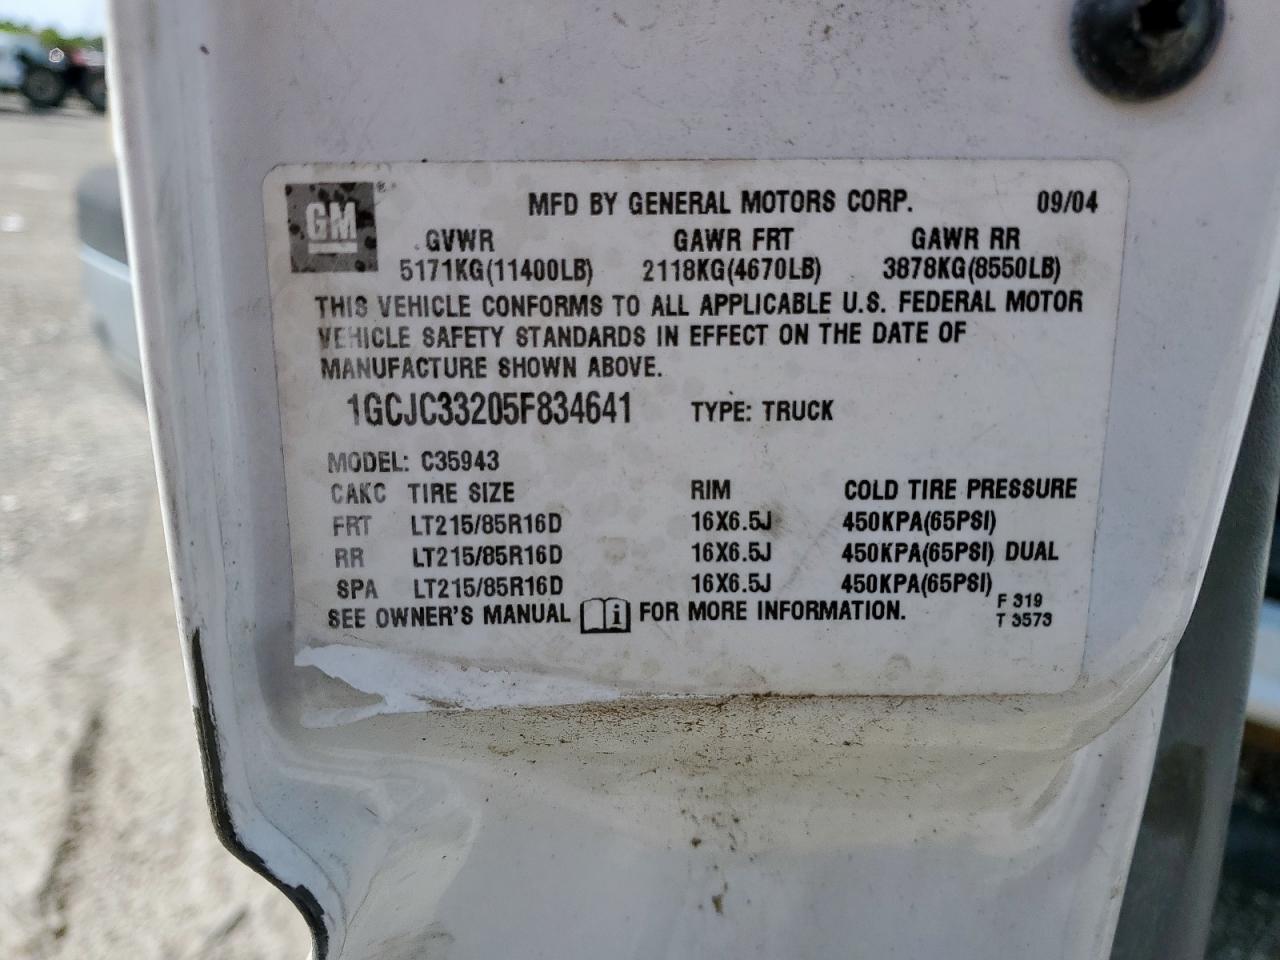 GM ® MFD BY GENERAL MOTORS CORP. 09/04
GVWR GAWR FRT GAWR RR
5171KG(11400LB) 2118KG(4670LB) 3878KG(8550LB)
THIS VEHICLE CONFORMS TO ALL APPLICABLE U.S. FEDERAL MOTOR
VEHICLE SAFETY STANDARDS IN EFFECT ON THE DATE OF
MANUFACTURE SHOWN ABOVE.
1GCJC33205F834641 TYPE: TRUCK
MODEL: C35943
CAKC TIRE SIZE RIM COLD TIRE PRESSURE
FRT LT215/85R16D 16X6.5J 450KPA(65PSI)
RR LT215/85R16D 16X6.5J 450KPA(65PSI) DUAL
SPA LT215/85R16D 16X6.5J 450KPA(65PSI)
SEE OWNER'S MANUAL i FOR MORE INFORMATION. F 319
T 3573